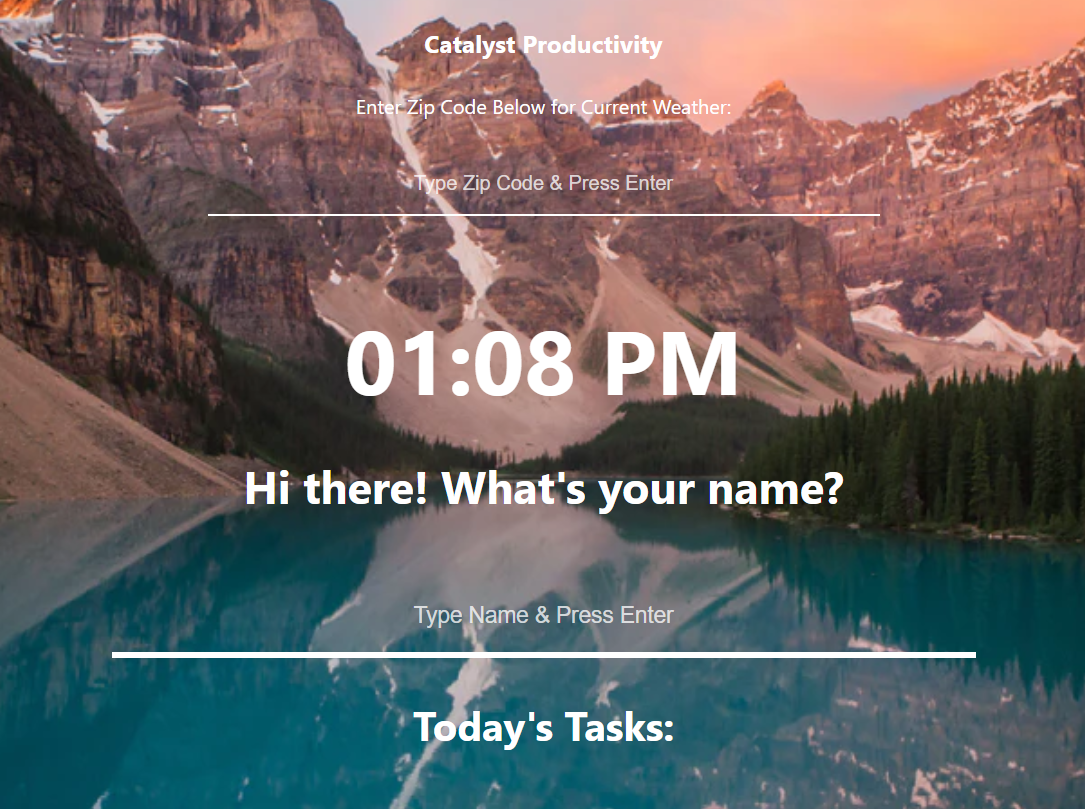 Catalyst Productivity
Enter Zip Code Below for Current Weather:
Type Zip Code & Press Enter
01:08 PM
Hi there! What's your name?
Type Name & Press Enter
Today's Tasks: